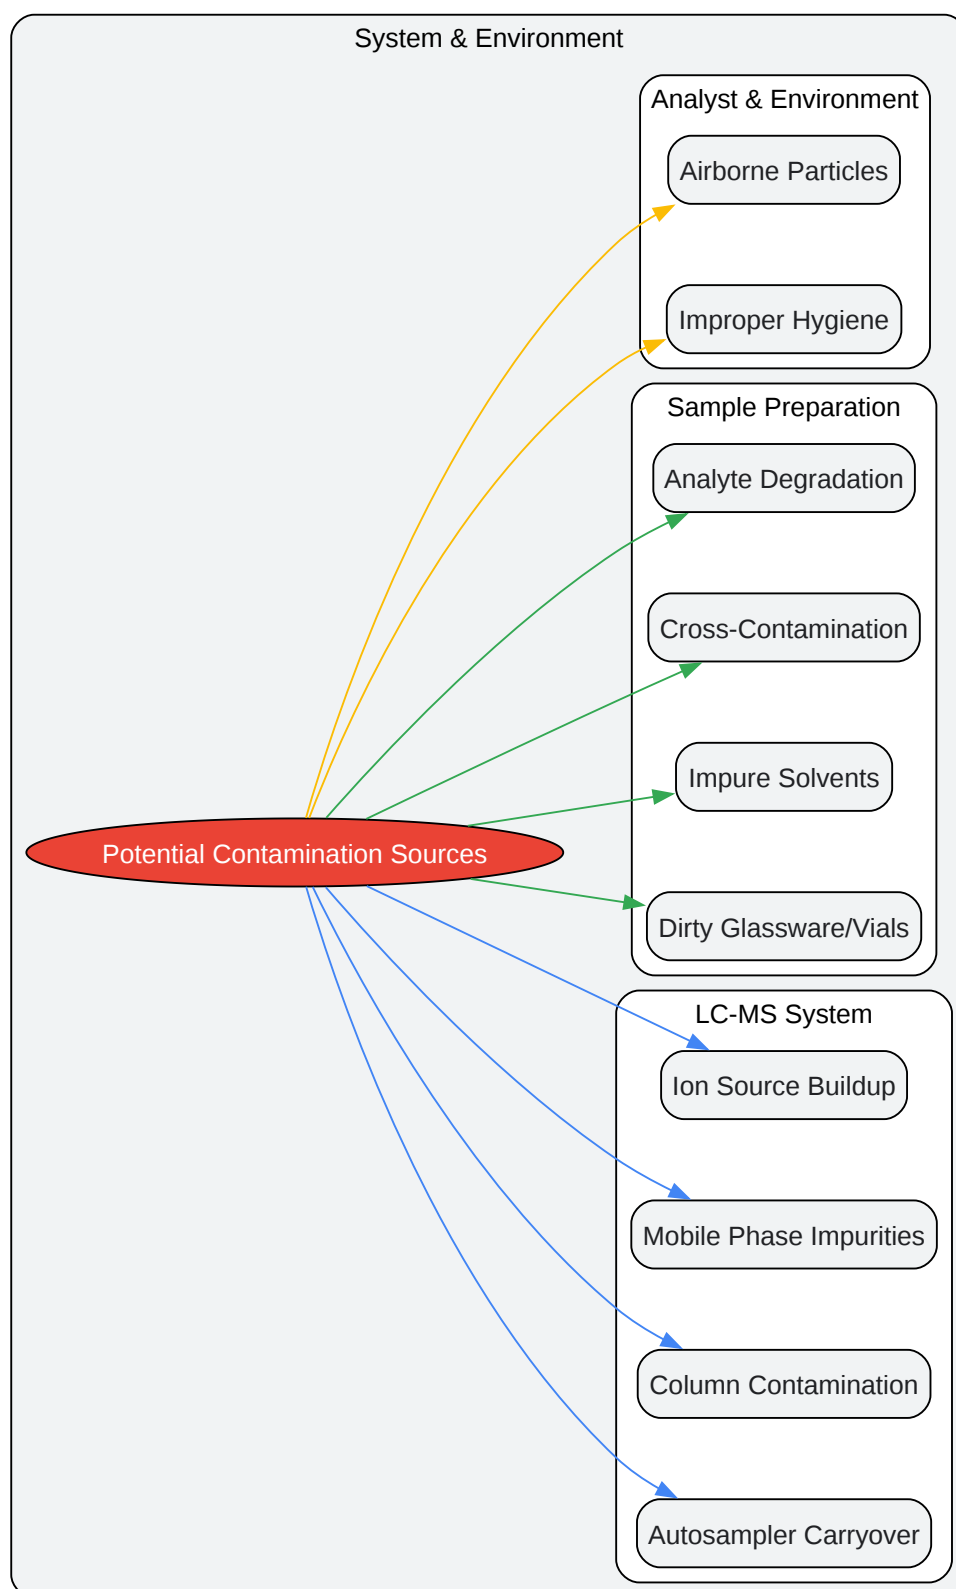 System & Environment
Analyst & Environment
Airborne Particles
Improper Hygiene
Sample Preparation
Analyte Degradation
Cross-Contamination
Impure Solvents
Potential Contamination Sources
Dirty Glassware/Vials
LC-MS System
Ion Source Buildup
Mobile Phase Impurities
Column Contamination
Autosampler Carryover